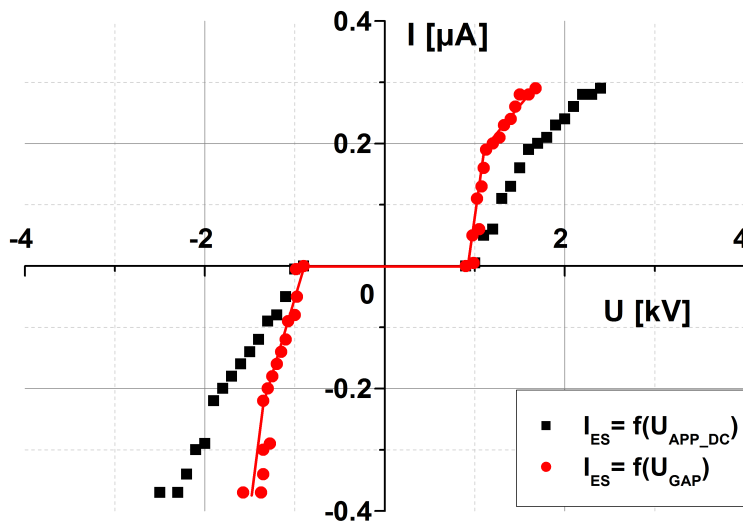 0.4
I [µA]
0.2
-4
-2
2
4
0
U [kV]
-0.2
I_ES= f(U_APP_DC)
I_ES= f(U_GAP)
-0.4